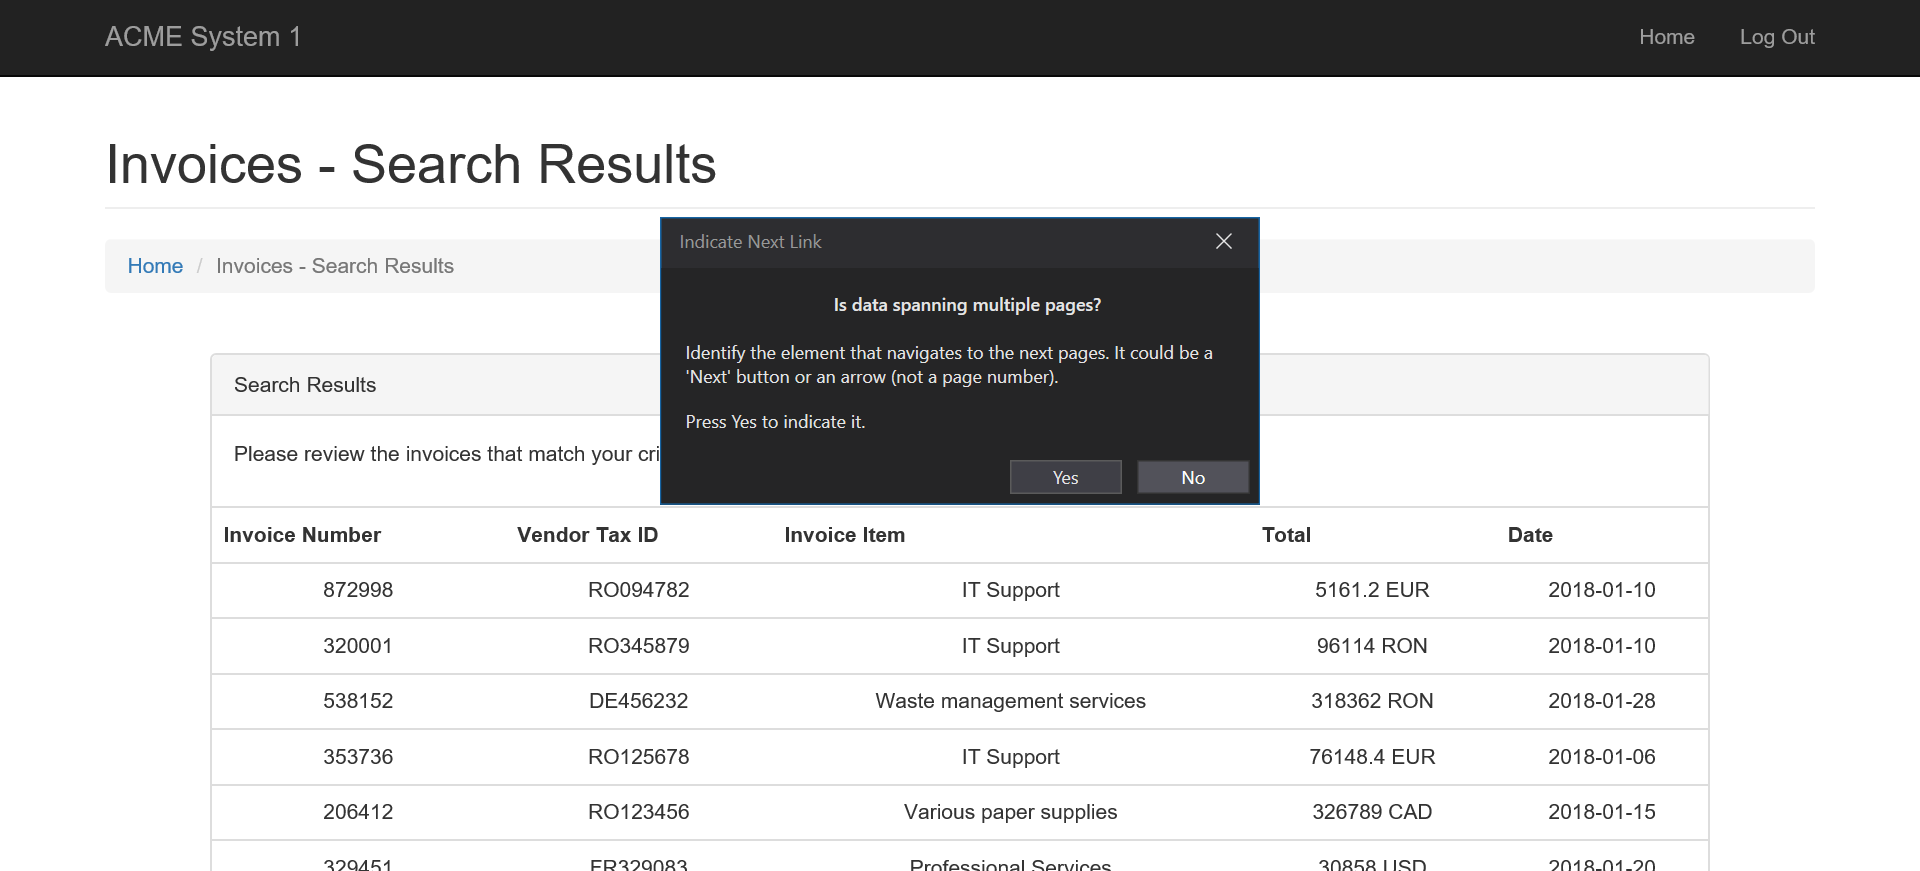 ACME System 1
Home
Log Out
Invoices - Search Results
Home / Invoices - Search Results
Indicate Next Link
Is data spanning multiple pages?
Identify the element that navigates to the next pages. It could be a
'Next' button or an arrow (not a page number).
Press Yes to indicate it.
Yes
No
Search Results
Please review the invoices that match your cri
Invoice Number Vendor Tax ID Invoice Item Total Date
872998 RO094782 IT Support 5161.2 EUR 2018-01-10
320001 RO345879 IT Support 96114 RON 2018-01-10
538152 DE456232 Waste management services 318362 RON 2018-01-28
353736 RO125678 IT Support 76148.4 EUR 2018-01-06
206412 RO123456 Various paper supplies 326789 CAD 2018-01-15
329451 FR329083 Professional Services 30858 USD 2018-01-20